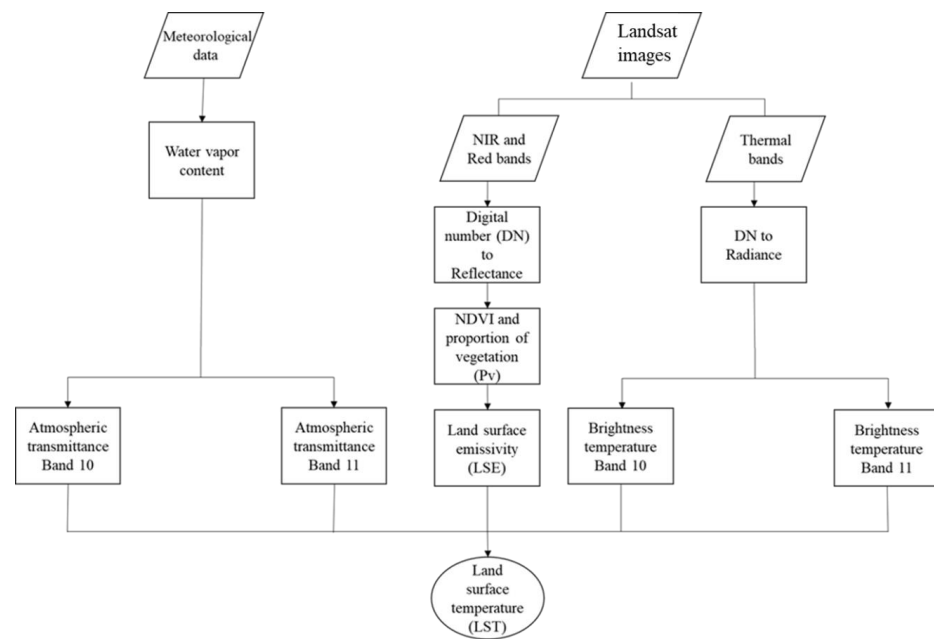 Meteorological
data
Landsat
images
Water vapor
content
NIR and
Red bands
Thermal
bands
Digital
number (DN)
to
Reflectance
DN to
Radiance
NDVI and
proportion of
vegetation
(Pv)
Atmospheric
transmittance
Band 10
Atmospheric
transmittance
Band 11
Land surface
emissivity
(LSE)
Brightness
temperature
Band 10
Brightness
temperature
Band 11
Land
surface
temperature
(LST)